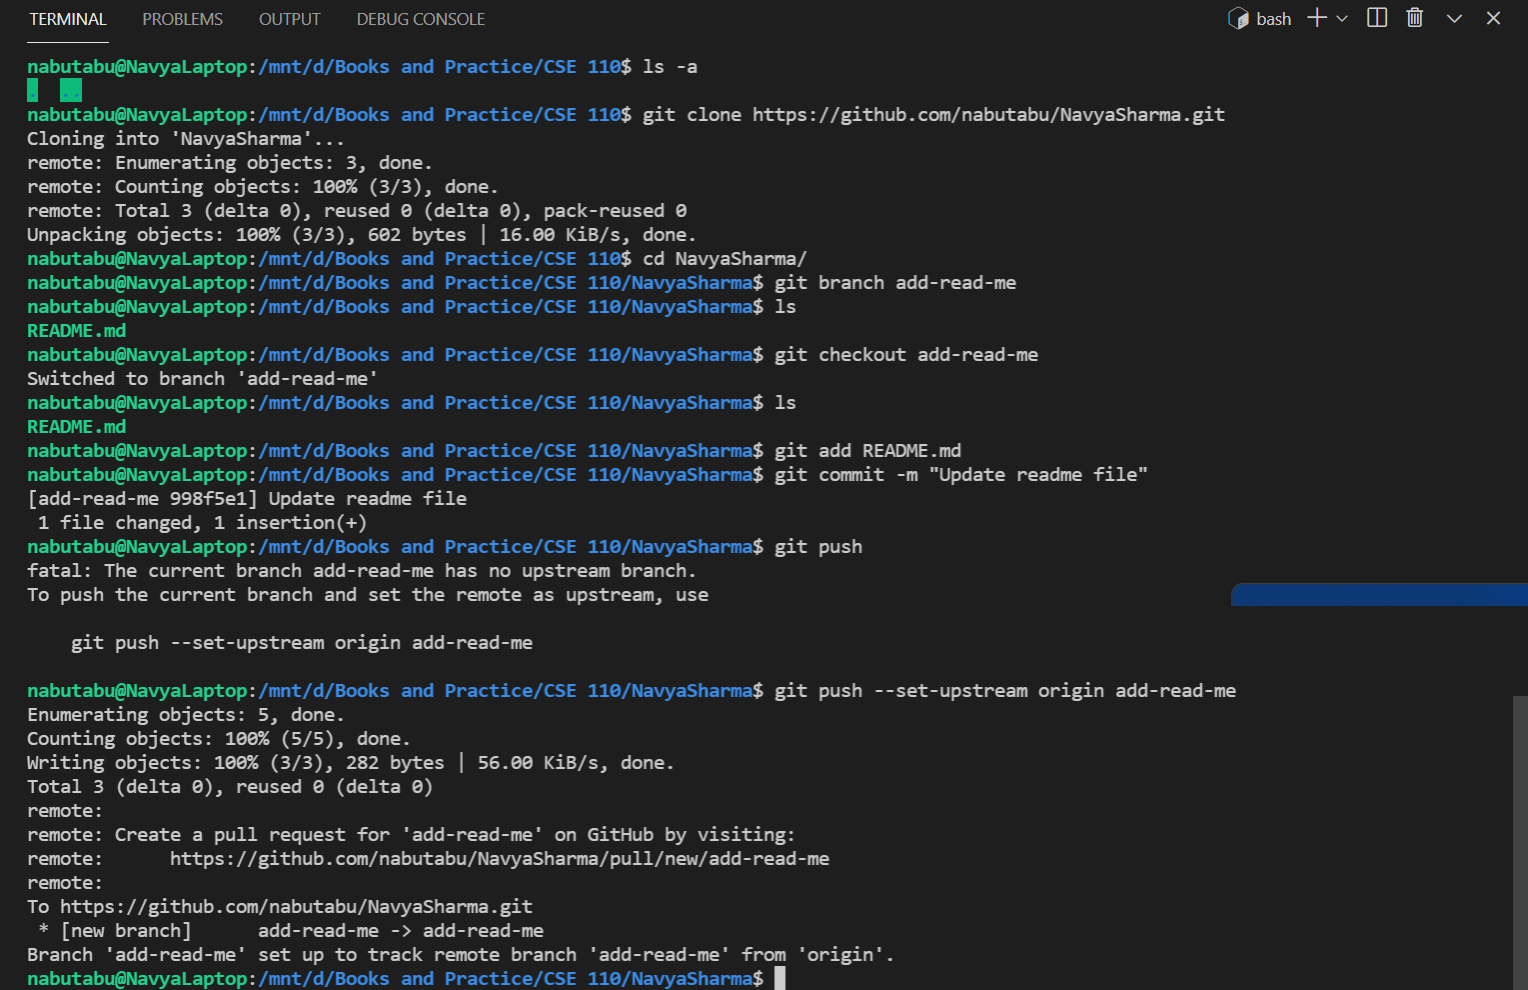 TERMINAL PROBLEMS OUTPUT DEBUG CONSOLE bash
nabutabu@NavyaLaptop:/mnt/d/Books and Practice/CSE 110$ ls -a
. ..
nabutabu@NavyaLaptop:/mnt/d/Books and Practice/CSE 110$ git clone https://github.com/nabutabu/NavyaSharma.git
Cloning into 'NavyaSharma'...
remote: Enumerating objects: 3, done.
remote: Counting objects: 100% (3/3), done.
remote: Total 3 (delta 0), reused 0 (delta 0), pack-reused 0
Unpacking objects: 100% (3/3), 602 bytes | 16.00 KiB/s, done.
nabutabu@NavyaLaptop:/mnt/d/Books and Practice/CSE 110$ cd NavyaSharma/
nabutabu@NavyaLaptop:/mnt/d/Books and Practice/CSE 110/NavyaSharma$ git branch add-read-me
nabutabu@NavyaLaptop:/mnt/d/Books and Practice/CSE 110/NavyaSharma$ ls
README.md
nabutabu@NavyaLaptop:/mnt/d/Books and Practice/CSE 110/NavyaSharma$ git checkout add-read-me
Switched to branch 'add-read-me'
nabutabu@NavyaLaptop:/mnt/d/Books and Practice/CSE 110/NavyaSharma$ ls
README.md
nabutabu@NavyaLaptop:/mnt/d/Books and Practice/CSE 110/NavyaSharma$ git add README.md
nabutabu@NavyaLaptop:/mnt/d/Books and Practice/CSE 110/NavyaSharma$ git commit -m "Update readme file"
[add-read-me 998f5e1] Update readme file
 1 file changed, 1 insertion(+)
nabutabu@NavyaLaptop:/mnt/d/Books and Practice/CSE 110/NavyaSharma$ git push
fatal: The current branch add-read-me has no upstream branch.
To push the current branch and set the remote as upstream, use
    git push --set-upstream origin add-read-me
nabutabu@NavyaLaptop:/mnt/d/Books and Practice/CSE 110/NavyaSharma$ git push --set-upstream origin add-read-me
Enumerating objects: 5, done.
Counting objects: 100% (5/5), done.
Writing objects: 100% (3/3), 282 bytes | 56.00 KiB/s, done.
Total 3 (delta 0), reused 0 (delta 0)
remote:
remote: Create a pull request for 'add-read-me' on GitHub by visiting:
remote:      https://github.com/nabutabu/NavyaSharma/pull/new/add-read-me
remote:
To https://github.com/nabutabu/NavyaSharma.git
 * [new branch]      add-read-me -> add-read-me
Branch 'add-read-me' set up to track remote branch 'add-read-me' from 'origin'.
nabutabu@NavyaLaptop:/mnt/d/Books and Practice/CSE 110/NavyaSharma$